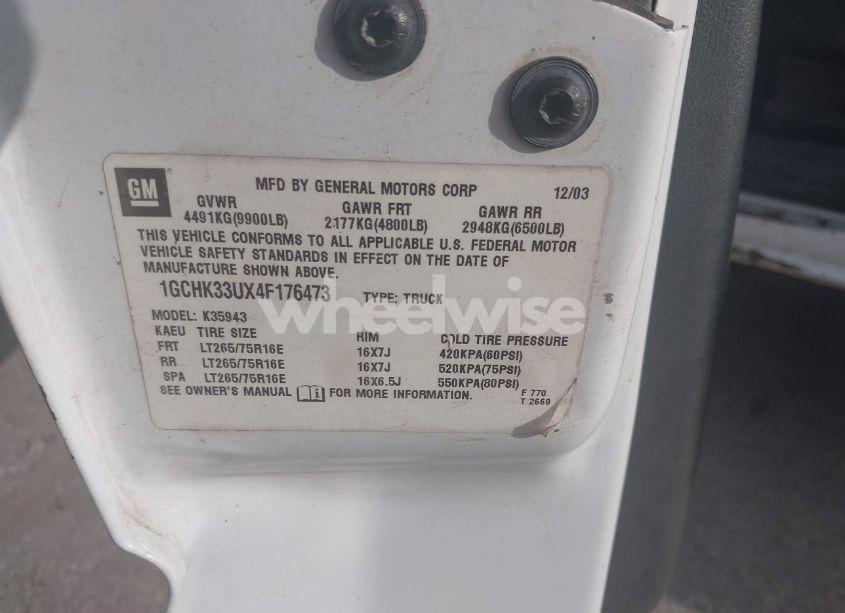 GM
MFD BY GENERAL MOTORS CORP 12/03
GVWR GAWR FRT GAWR RR
4491KG(9900LB) 2177KG(4800LB) 2948KG(6500LB)
THIS VEHICLE CONFORMS TO ALL APPLICABLE U.S. FEDERAL MOTOR
VEHICLE SAFETY STANDARDS IN EFFECT ON THE DATE OF
MANUFACTURE SHOWN ABOVE.
1GCHK33UX4F176473 TYPE: TRUCK
wheelwise
MODEL: K35943
KAEU TIRE SIZE RIM COLD TIRE PRESSURE
FRT LT265/75R16E 16X7J 420KPA(60PSI)
RR LT265/75R16E 16X7J 520KPA(75PSI)
SPA LT265/75R16E 16X6.5J 550KPA(80PSI)
SEE OWNER'S MANUAL i FOR MORE INFORMATION.
F 770
T 2669